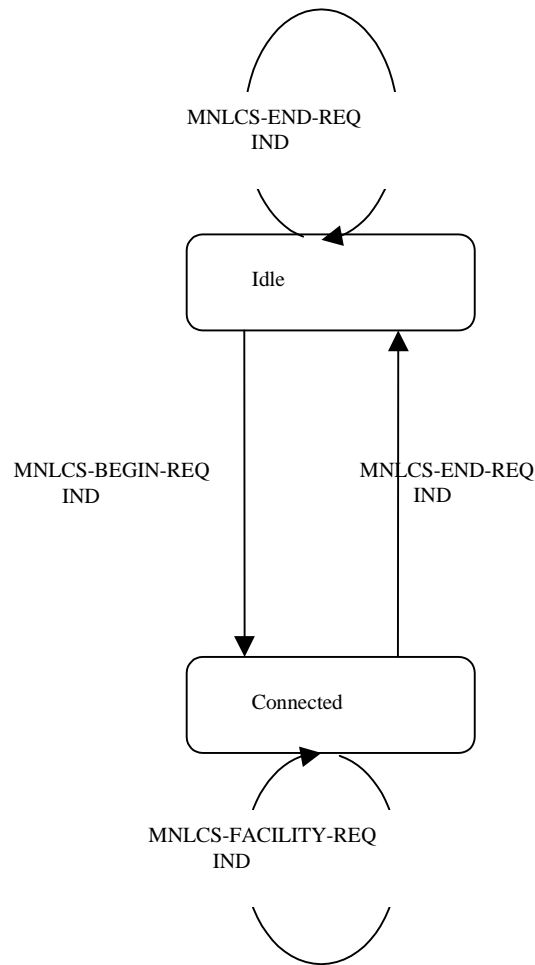 MNLCS-END-REQ
IND
Idle
MNLCS-BEGIN-REQ
IND
MNLCS-END-REQ
IND
Connected
MNLCS-FACILITY-REQ
IND